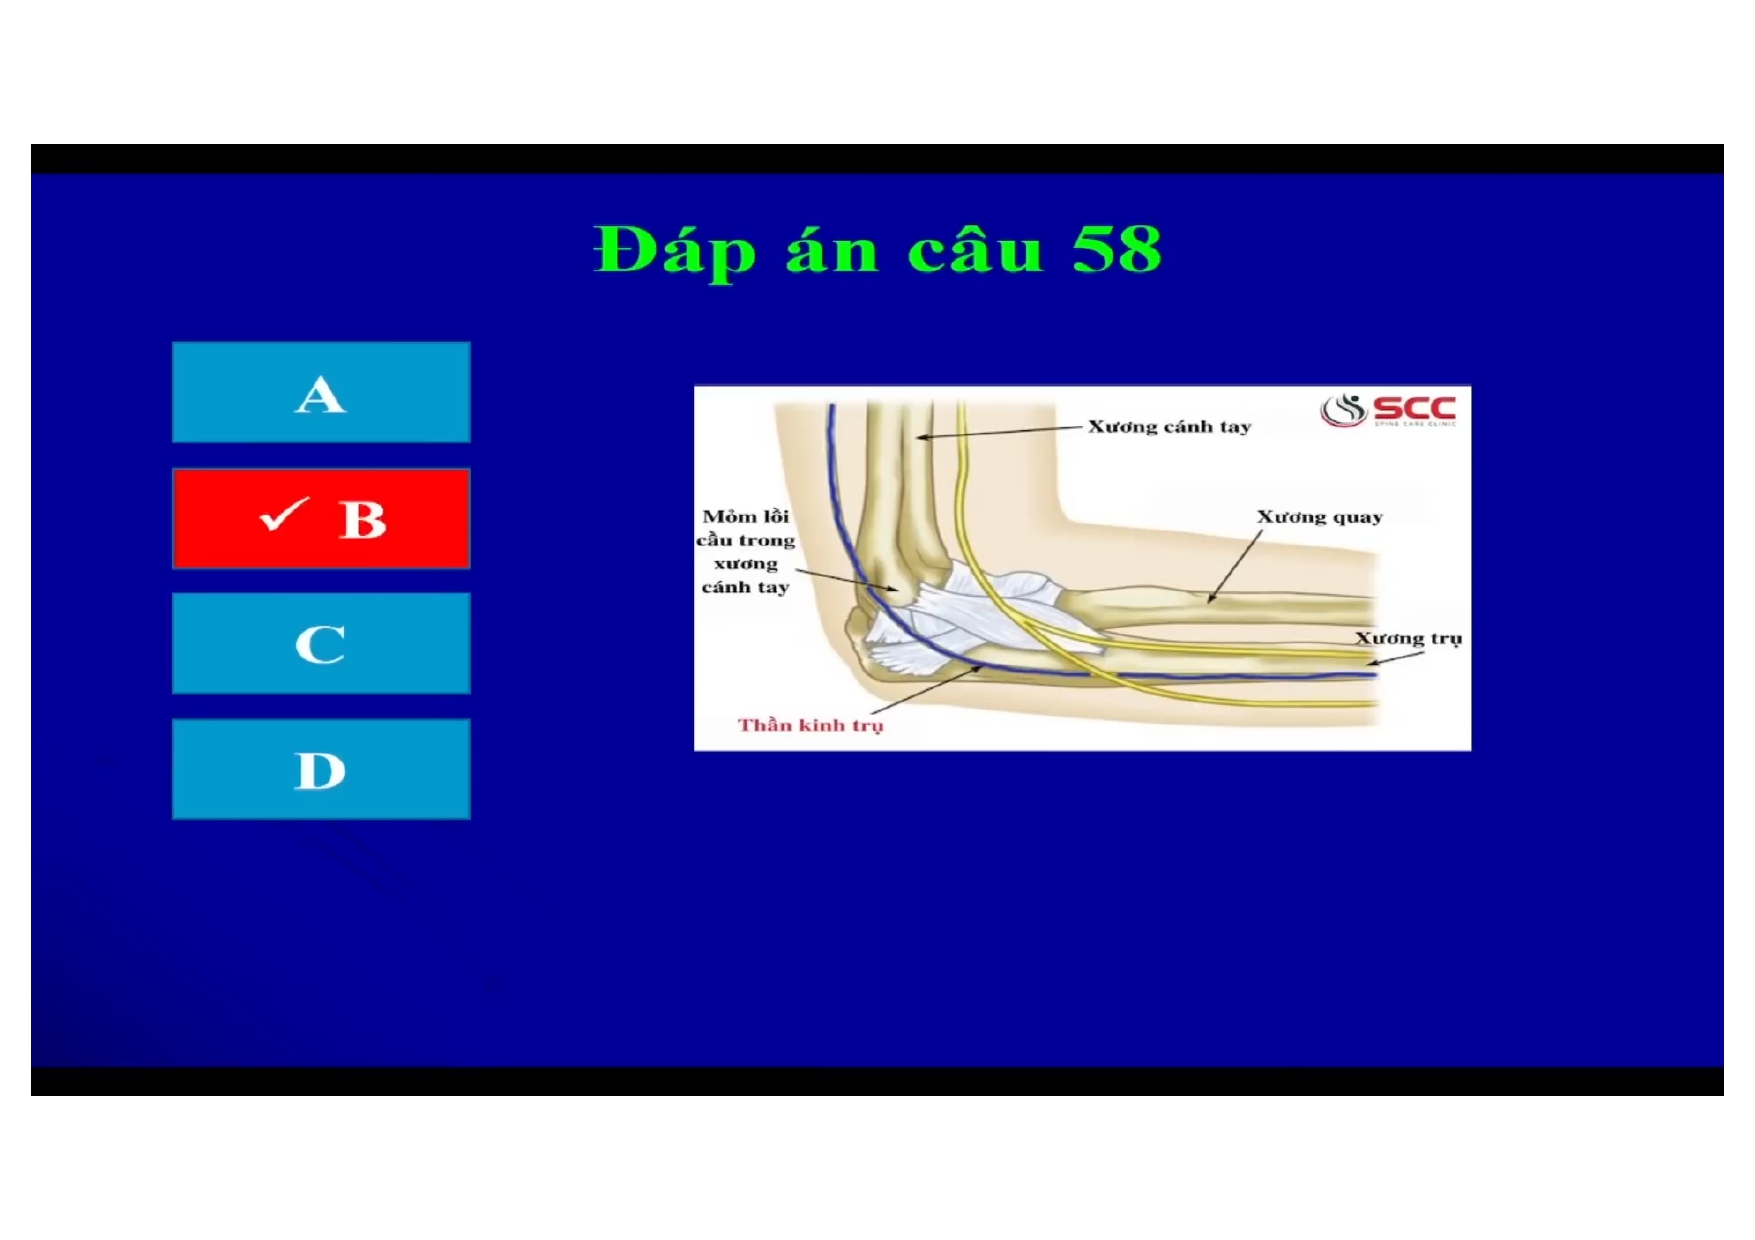 Đáp án câu 58
A
✓ B
C
D
SCC
SPINE CARE CLINIC
Xương cánh tay
Mỏm lồi
cầu trong
xương
cánh tay
Xương quay
Xương trụ
Thần kinh trụ